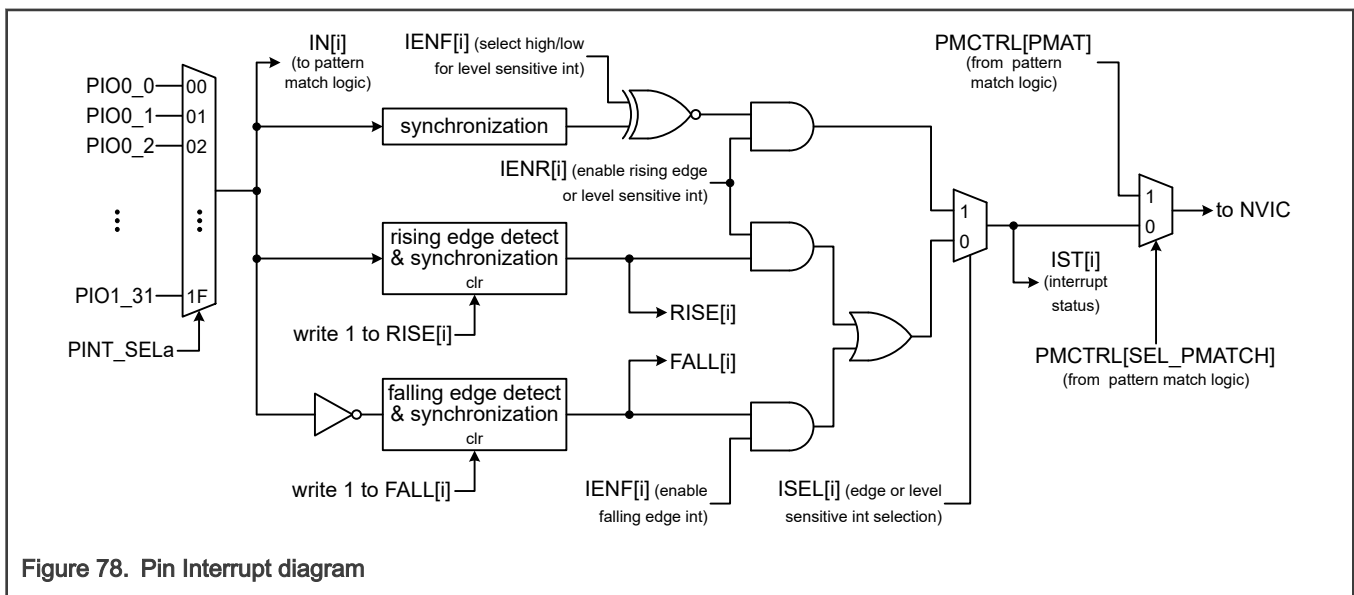 IN[i]
(to pattern
match logic)
IENF[i] (select high/low
for level sensitive int)
PMCTRL[PMAT]
(from pattern
match logic)
PIO0_0
00
PIO0_1
01
PIO0_2
02
PIO1_31
1F
PINT_SELa
synchronization
IENR[i] (enable rising edge
or level sensitive int)
rising edge detect
& synchronization
clr
write 1 to RISE[i]
RISE[i]
FALL[i]
falling edge detect
& synchronization
clr
write 1 to FALL[i]
IENF[i] (enable
falling edge int)
ISEL[i] (edge or level
sensitive int selection)
1
0
IST[i]
(interrupt
status)
1
0
to NVIC
PMCTRL[SEL_PMATCH]
(from pattern match logic)
Figure 78. Pin Interrupt diagram